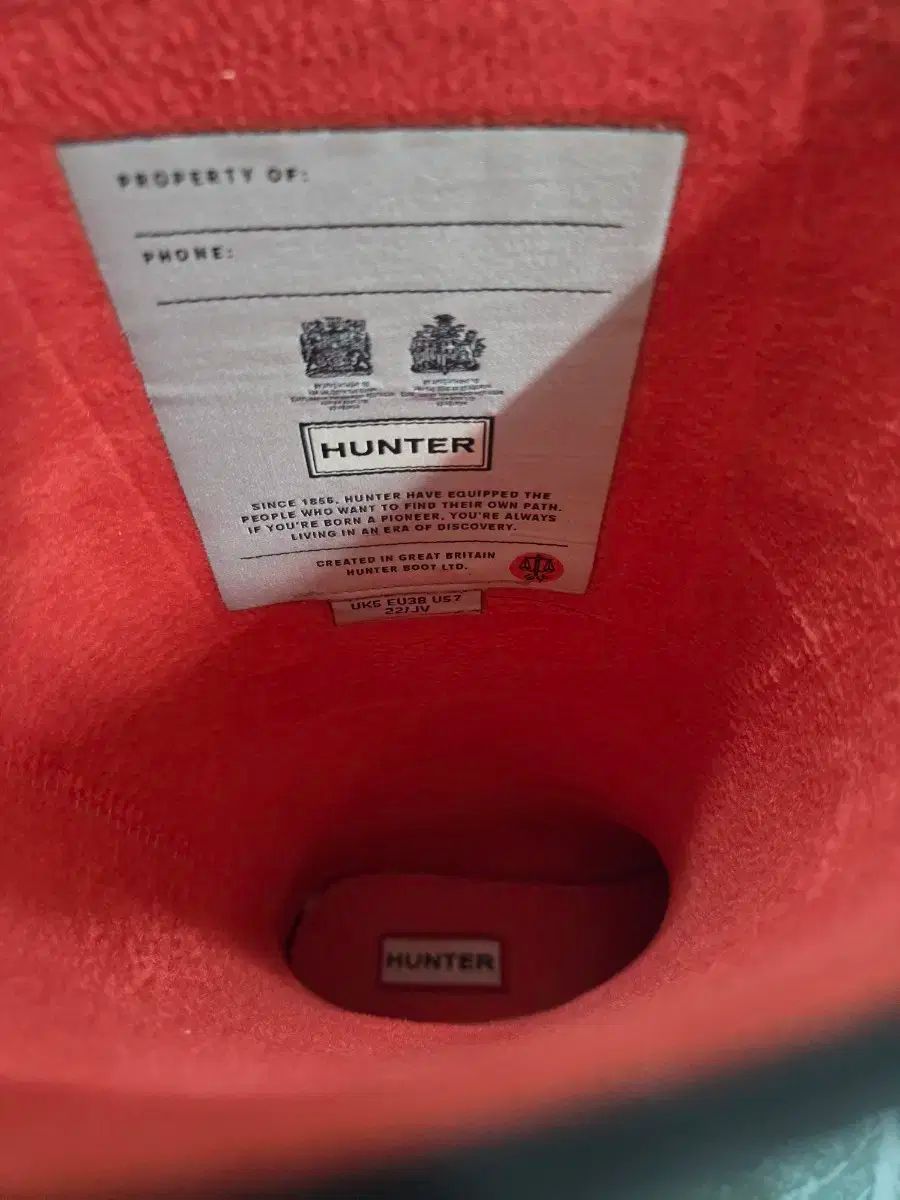 PROPERTY OF:
PHONE:
HUNTER
SINCE 1856, HUNTER HAVE EQUIPPED THE
PEOPLE WHO WANT TO FIND THEIR OWN PATH.
IF YOU'RE BORN A PIONEER, YOU'RE ALWAYS
LIVING IN AN ERA OF DISCOVERY.
CREATED IN GREAT BRITAIN
HUNTER BOOT LTD.
UK5 EU38 US7
22/JV
HUNTER